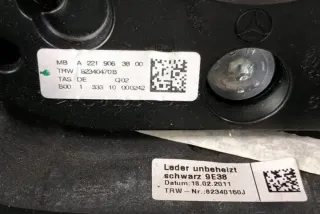 MB A 221 906 38 00
TRW 62340470B
TAS DE Q02
S00 1 333 10 000242
Leder unbeheizt
schwarz 9E38
Datum: 18.02.2011
TRW-Nr.:62340160J